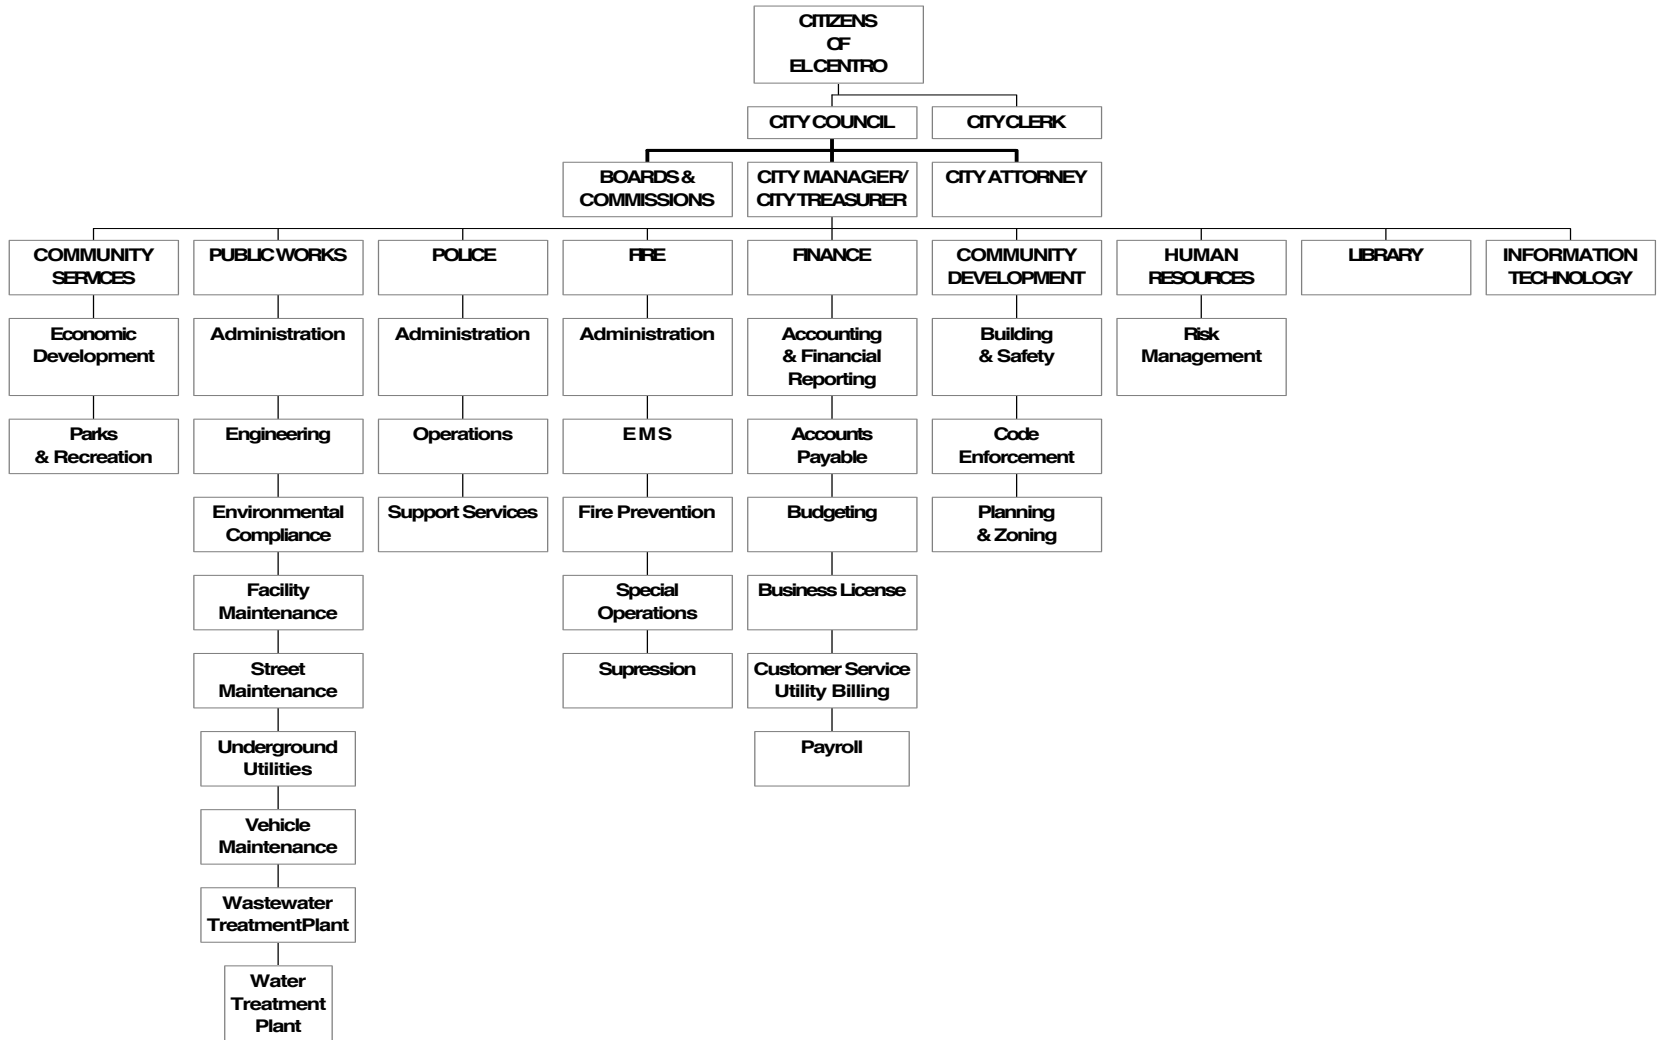 CITIZENS
OF
EL CENTRO
CITY COUNCIL
CITY CLERK
BOARDS &
COMMISSIONS
CITY MANAGER/
CITY TREASURER
CITY ATTORNEY
COMMUNITY
SERVICES
PUBLIC WORKS
POLICE
FIRE
FINANCE
COMMUNITY
DEVELOPMENT
HUMAN
RESOURCES
LIBRARY
INFORMATION
TECHNOLOGY
Economic
Development
Administration
Administration
Administration
Accounting
& Financial
Reporting
Building
& Safety
Risk
Management
Parks
& Recreation
Engineering
Operations
E M S
Accounts
Payable
Code
Enforcement
Environmental
Compliance
Support Services
Fire Prevention
Budgeting
Planning
& Zoning
Facility
Maintenance
Special
Operations
Business License
Street
Maintenance
Supression
Customer Service
Utility Billing
Underground
Utilities
Payroll
Vehicle
Maintenance
Wastewater
TreatmentPlant
Water
Treatment
Plant